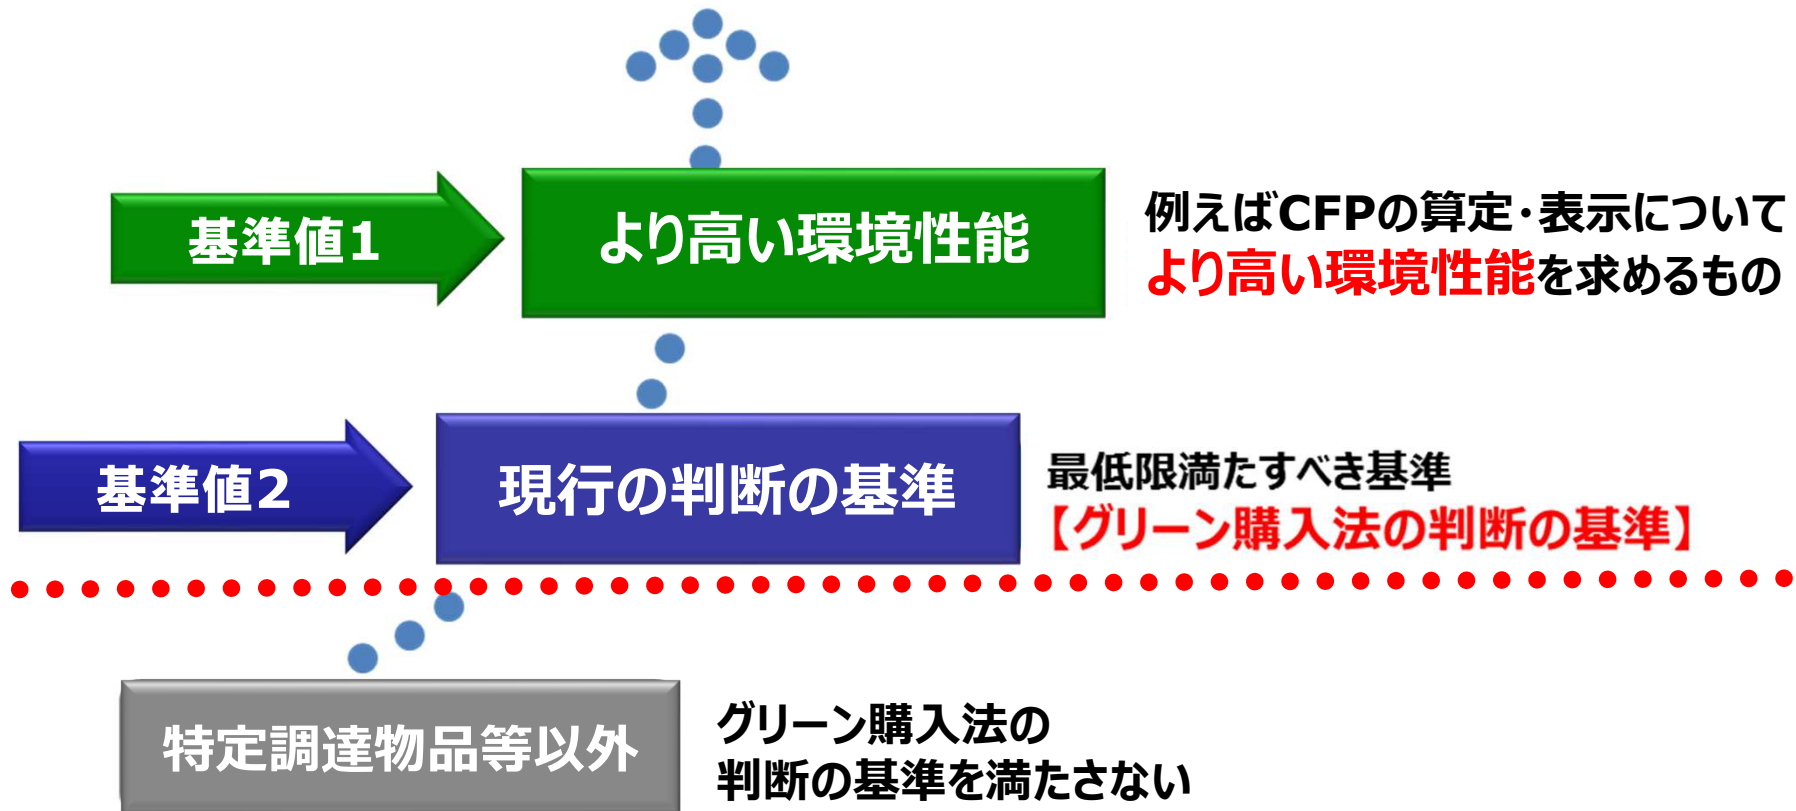 基準値1
より高い環境性能
例えばCFPの算定・表示について
より高い環境性能を求めるもの
基準値2
現行の判断の基準
最低限満たすべき基準
【グリーン購入法の判断の基準】
特定調達物品等以外
グリーン購入法の
判断の基準を満たさない